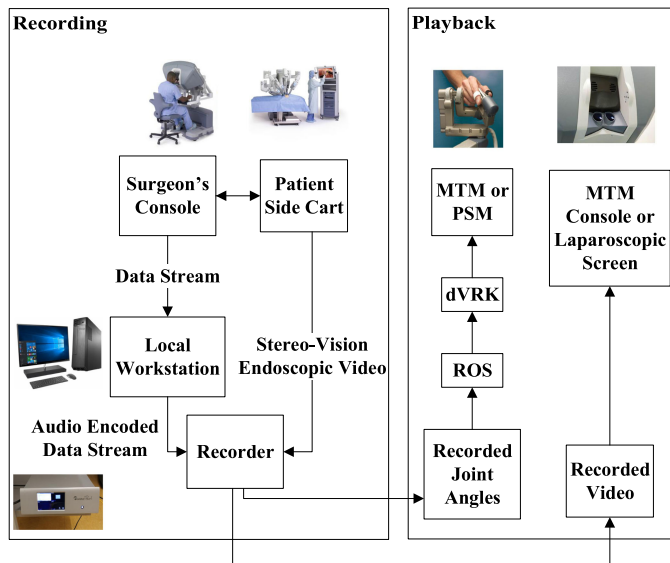 Recording
Surgeon's
Console
Patient
Side Cart
Data Stream
Local
Workstation
Stereo-Vision
Endoscopic Video
Audio Encoded
Data Stream
Recorder
Playback
MTM or
PSM
dVRK
ROS
Recorded
Joint
Angles
MTM
Console or
Laparoscopic
Screen
Recorded
Video